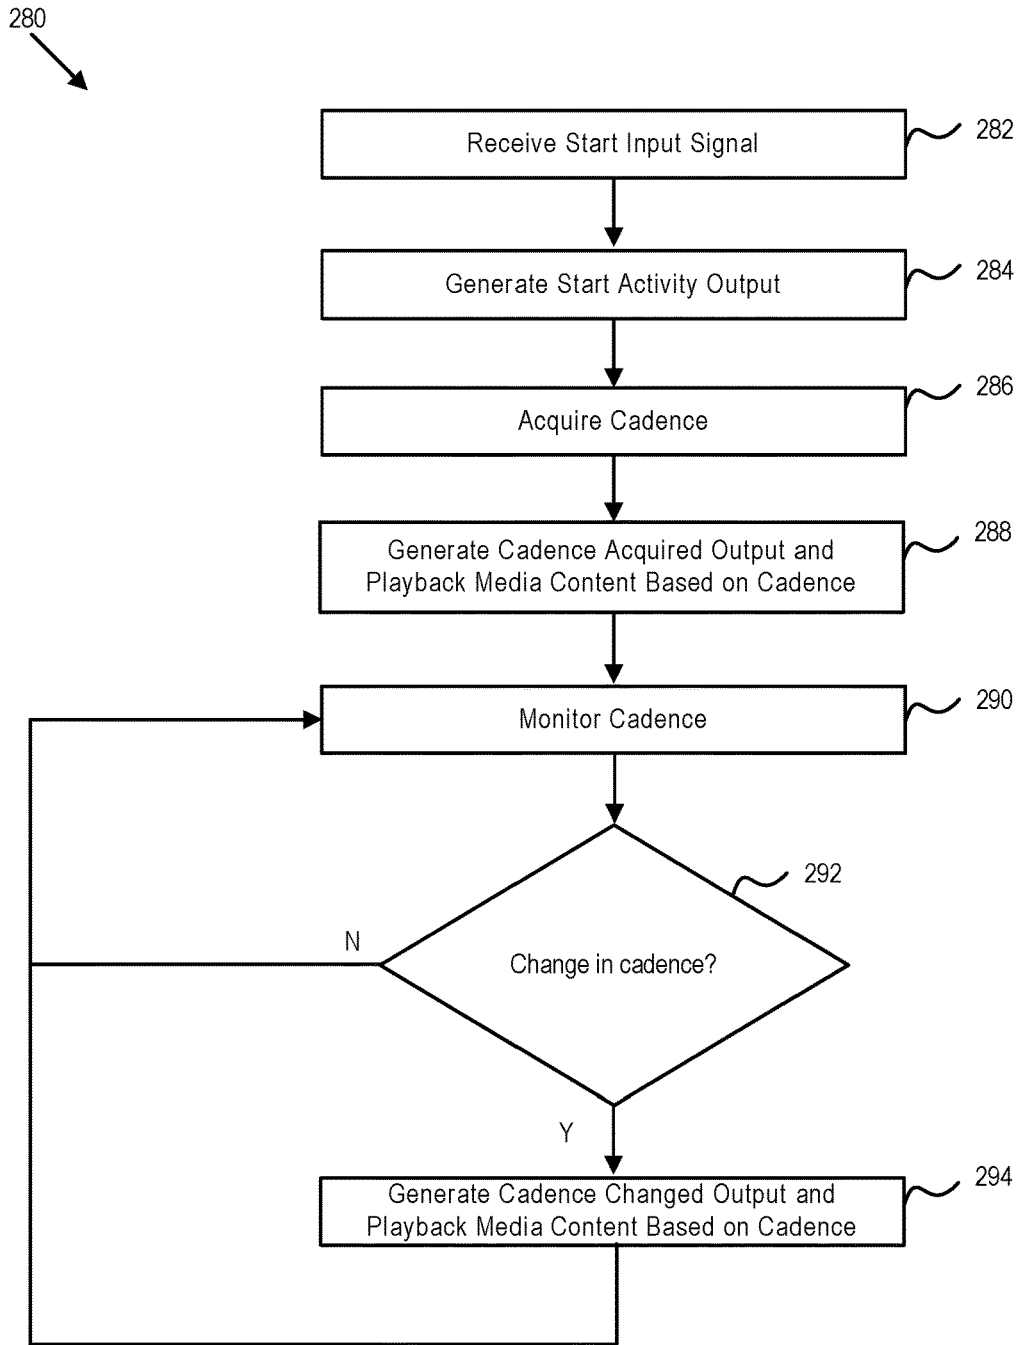 280
Receive Start Input Signal
282
Generate Start Activity Output
284
Acquire Cadence
286
Generate Cadence Acquired Output and
Playback Media Content Based on Cadence
288
Monitor Cadence
290
Change in cadence?
292
N
Y
Generate Cadence Changed Output and
Playback Media Content Based on Cadence
294